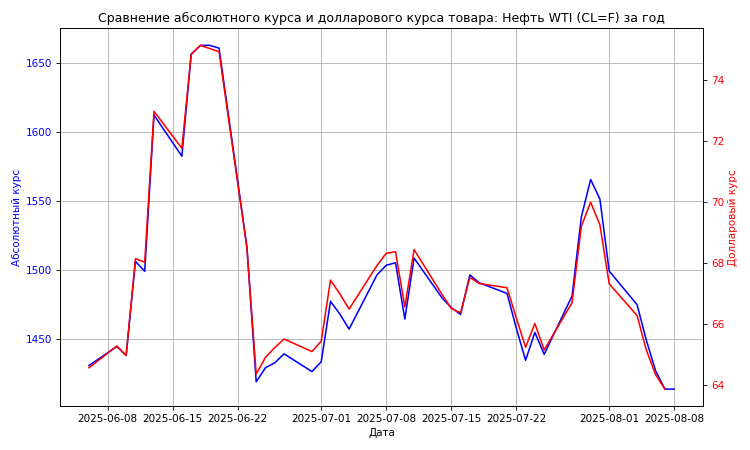 Сравнение абсолютного курса и долларового курса товара: Нефть WTI (CL=F) за год
Абсолютный курс
1650
1600
1550
1500
1450
74
72
70
68
66
64
Долларовый курс
2025-06-08 2025-06-15 2025-06-22 2025-07-01 2025-07-08 2025-07-15 2025-07-22 2025-08-01 2025-08-08
Дата